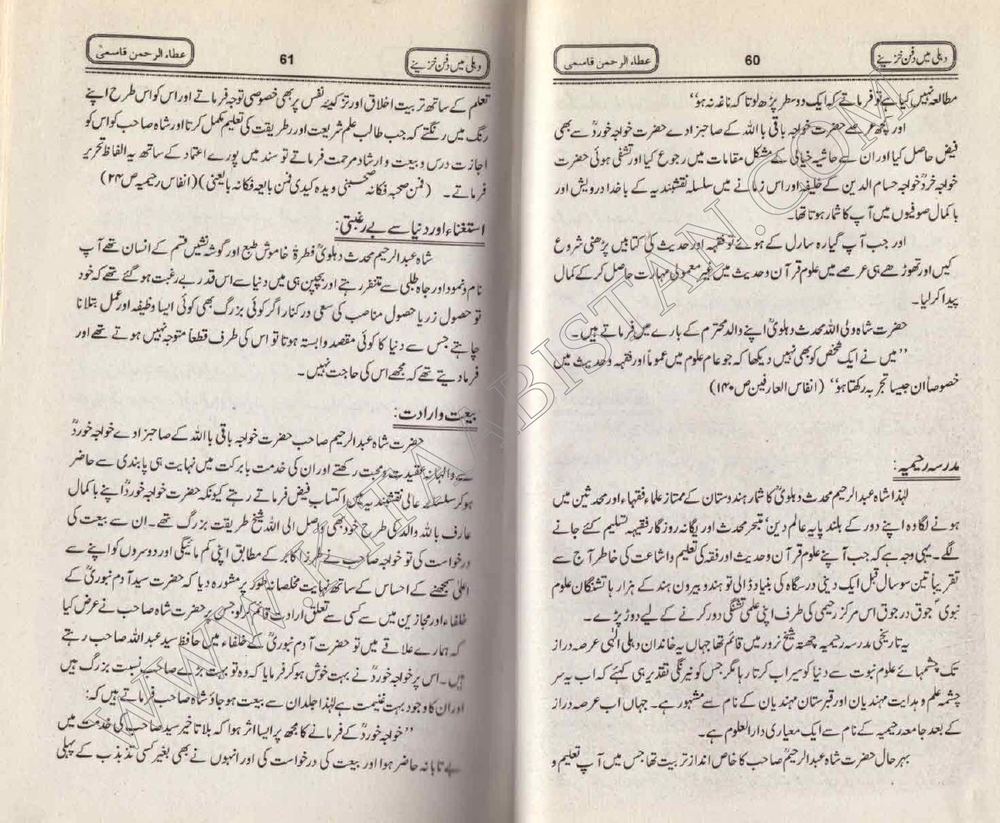 دہلی میں دفن خزینے
60
عطاء الرحمن قاسمی
مطالعہ نہیں کیا ہے تو فرماتے کہ ایک دو سطر پڑھ لو تا کہ ناغہ نہ ہو‘‘
اور کچھ عرصے حضرت خواجہ باقی باللہ کے صاحبزادے حضرت خواجہ خوردؒ سے بھی
فیض حاصل کیا اور ان سے حاشیہ خیالی کے مشکل مقامات میں رجوع کیا اور تشفی ہوئی حضرت
خواجہ خردؒ خواجہ حسام الدین کے خلیفہ اور اس زمانے میں سلسلہ نقشبندیہ کے باخدا درویش اور
باکمال صوفیوں میں آپ کا شمار ہوتا تھا۔
اور جب آپ گیارہ سال کے ہوئے تو فقہ اور حدیث کی کتابیں پڑھنی شروع
کیں اور تھوڑے ہی عرصے میں علوم قرآن وحدیث میں غیر معمولی مہارت حاصل کر کے کمال
پیدا کر لیا۔
حضرت شاہ ولی اللہ محدث دہلویؒ اپنے والد محترم کے بارے میں فرماتے ہیں۔
’’میں نے ایک شخص کو بھی نہیں دیکھا کہ جو عام علوم میں عموماً اور فقہ وحدیث میں
خصوصاً ان جیسا تجربہ رکھتا ہو‘‘ (انفاس العارفین ص ۱۴۰)
مدرسہ رحیمیہ:
لہٰذا شاہ عبدالرحیم محدث دہلویؒ کا شمار ہندوستان کے ممتاز علماء فقہاء اور محدثین میں
ہونے لگا وہ اپنے دور کے بلند پایہ عالم دین، متبحر محدث اور یگانہ روزگار فقیہہ تسلیم کئے جانے
لگے۔ یہی وجہ ہے کہ جب آپنے علوم قرآن وحدیث اور فقہ کی تعلیم واشاعت کی خاطر آج سے
تقریباً تین سو سال قبل ایک دینی درسگاہ کی بنیاد ڈالی تو ہند و بیرون ہند کے ہزارہا تشنگان علوم
نبوی جوق در جوق اس مرکز رحیمی کی طرف اپنی علمی تشنگی دور کرنے کے لیے دوڑ پڑے۔
یہ تاریخی مدرسہ رحیمیہ چھتہ شیخ نرور میں قائم تھا جہاں یہ خاندان ولی اللٰہی عرصہ دراز
تک چشمہائے علوم نبوت سے دنیا کو سیراب کرتا رہا مگر جس کو نیرنگی تقدیر ہی کہئے کہ اب یہ سر
چشمہ علم و ہدایت مہندیان اور قبرستان مہندیان کے نام سے مشہور ہے۔ جہاں اب عرصہ دراز
کے بعد جامعہ رحیمیہ کے نام سے ایک معیاری دارالعلوم ہے۔
بہر حال حضرت شاہ عبدالرحیمؒ صاحب کا خاص انداز تربیت تھا جس میں آپ تعلیم و
دہلی میں دفن خزینے
61
عطاء الرحمن قاسمی
تعلم کے ساتھ تربیت اخلاق اور تزکیہ نفس پر بھی خصوصی توجہ فرماتے اور اس کو اس طرح اپنے
رنگ میں رنگتے کہ جب طالب علم شریعت اور طریقت کی تعلیم مکمل کرتا اور شاہ صاحب کو اس کو
اجازت درس و بیعت و ارشاد مرحمت فرماتے تو سند میں پورے اعتماد کے ساتھ یہ الفاظ تحریر
فرماتے۔ (فمن صحبہ فکانہ صحبنی ویدہ کیدی فمن بایعہ فکانہ بایعنی) (انفاس رحیمیہ ص ۲۴)
استغناء اور دنیا سے بے رغبتی:
شاہ عبدالرحیم محدث دہلویؒ فطرۃ خاموش طبع اور گوشہ نشیں قسم کے انسان تھے آپ
نام ونمود اور جاہ طلبی سے متنفر رہتے اور بچپن ہی میں دنیا سے اس قدر بے رغبت ہو گئے تھے کہ خود
تو حصول زر یا حصول مناصب کی سعی درکنار اگر کوئی بزرگ بھی کوئی ایسا وظیفہ اور عمل بتلانا
چاہتے جس سے دنیا کا کوئی مقصد وابستہ ہوتا تو اس کی طرف قطعاً متوجہ نہیں ہوتے تھے اور
فرما دیتے تھے کہ مجھے اس کی حاجت نہیں۔
بیعت و ارادت:
حضرت شاہ عبدالرحیم صاحب حضرت خواجہ باقی باللہ کے صاحبزادے خواجہ خوردؒ
سے والہانہ عقیدت ومحبت رکھتے اور ان کی خدمت بابرکت میں نہایت ہی پابندی سے حاضر
ہو کر سلسلہ عالی نقشبندیہ میں اکتساب فیض فرماتے رہتے کیونکہ حضرت خواجہ خوردؒ اپنے باکمال
عارف باللہ والد کی طرح خود بھی واصل الی اللہ شیخ طریقت بزرگ تھے۔ ان سے بیعت کی
درخواست کی تو خواجہ صاحب نے طرز اکابر کے مطابق اپنی کم مائیگی اور دوسروں کو اپنے سے
اعلیٰ سمجھنے کے احساس کے ساتھ نہایت مخلصانہ طور پر مشورہ دیا کہ حضرت سید آدم بنوریؒ کے
خلفاء اور مجازین میں سے کسی سے تعلق ارادت قائم کر لو جس پر حضرت شاہ صاحب نے عرض کیا
کہ ہمارے علاقے میں تو حضرت آدم بنوریؒ کے خلفاء میں حافظ سید عبداللہ صاحب رہتے
ہیں۔ اس پر خواجہ خوردؒ نے بہت خوش ہو کر فرمایا کہ وہ تو بہت بڑے صاحب نسبت بزرگ ہیں
اور ان کا وجود بہت غنیمت ہے لہٰذا جلد ان سے بیعت ہو جاؤ شاہ صاحب فرماتے ہیں کہ:
’’خواجہ خوردؒ کے فرمانے کا مجھ پر ایسا اثر ہوا کہ بلا تاخیر سید صاحب کی خدمت میں
بے تابانہ حاضر ہوا اور بیعت کی درخواست کی اور انہوں نے بھی بغیر کسی تذبذب کے پہلی